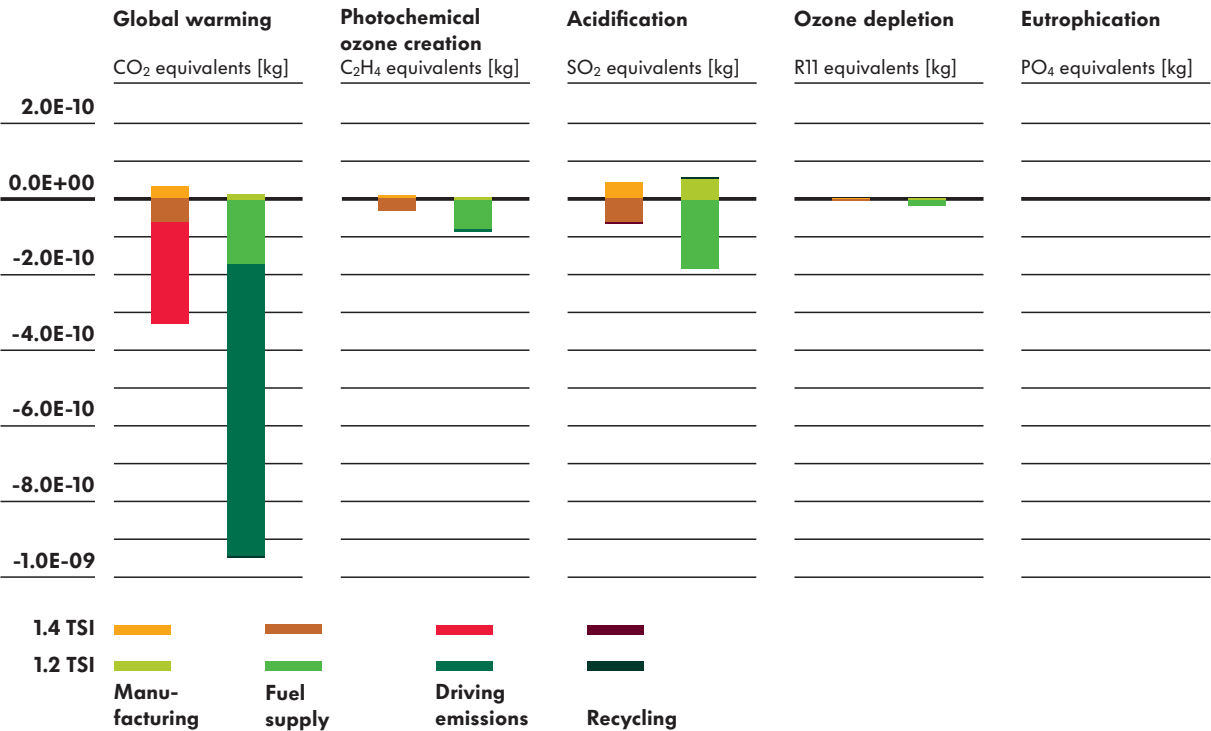 Global warming
CO₂ equivalents [kg]
Photochemical
ozone creation
C₂H₄ equivalents [kg]
Acidification
SO₂ equivalents [kg]
Ozone depletion
R11 equivalents [kg]
Eutrophication
PO₄ equivalents [kg]
2.0E-10
0.0E+00
-2.0E-10
-4.0E-10
-6.0E-10
-8.0E-10
-1.0E-09
1.4 TSI
1.2 TSI
Manu-
facturing
Fuel
supply
Driving
emissions
Recycling